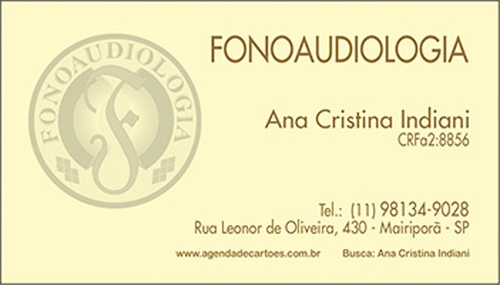 FONOAUDIOLOGIA
FONOAUDIOLOGIA
Ana Cristina Indiani
CRFa2:8856
Tel.: (11) 98134-9028
Rua Leonor de Oliveira, 430 - Mairiporã - SP
www.agendadecartoes.com.br Busca: Ana Cristina Indiani